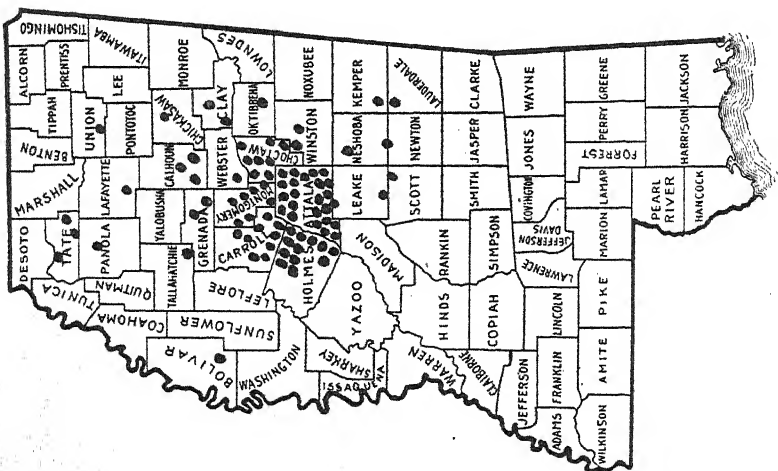 DESOTO
MARSHALL
BENTON
TIPPAH
ALCORN
TISHOMINGO
PRENTISS
TUNICA
TATE
PANOLA
LAFAYETTE
UNION
PONTOTOC
LEE
ITAWAMBA
COAHOMA
QUITMAN
YALOBUSHA
CALHOUN
CHICKASAW
MONROE
BOLIVAR
SUNFLOWER
TALLAHATCHIE
GRENADA
WEBSTER
CLAY
LOWNDES
LEFLORE
CARROLL
MONTGOMERY
CHOCTAW
OKTIBBEHA
WASHINGTON
HOLMES
ATTALA
WINSTON
NOXUBEE
SHARKEY
ISSAQUENA
YAZOO
MADISON
LEAKE
NESHOBA
KEMPER
WARREN
HINDS
RANKIN
SCOTT
NEWTON
LAUDERDALE
CLAIBORNE
COPIAH
SIMPSON
SMITH
JASPER
CLARKE
JEFFERSON
LINCOLN
LAWRENCE
JEFFERSON
DAVIS
COVINGTON
JONES
WAYNE
ADAMS
FRANKLIN
WILKINSON
AMITE
PIKE
MARION
LAMAR
FORREST
PERRY
GREENE
PEARL
RIVER
HANCOCK
HARRISON
JACKSON